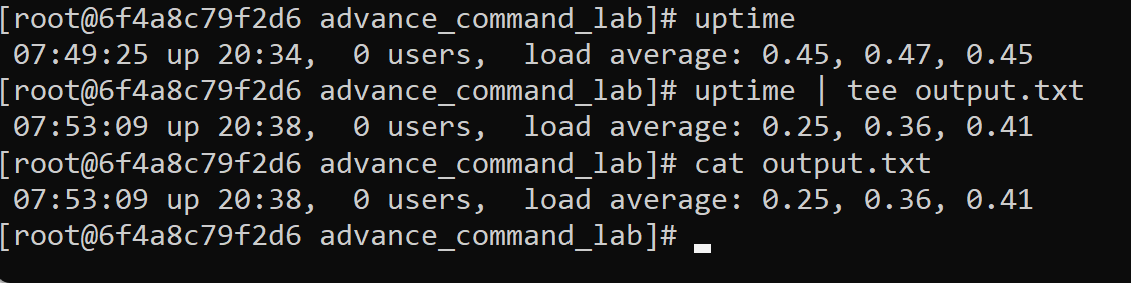 [root@6f4a8c79f2d6 advance_command_lab]# uptime
 07:49:25 up 20:34,  0 users,  load average: 0.45, 0.47, 0.45
[root@6f4a8c79f2d6 advance_command_lab]# uptime | tee output.txt
 07:53:09 up 20:38,  0 users,  load average: 0.25, 0.36, 0.41
[root@6f4a8c79f2d6 advance_command_lab]# cat output.txt
 07:53:09 up 20:38,  0 users,  load average: 0.25, 0.36, 0.41
[root@6f4a8c79f2d6 advance_command_lab]#